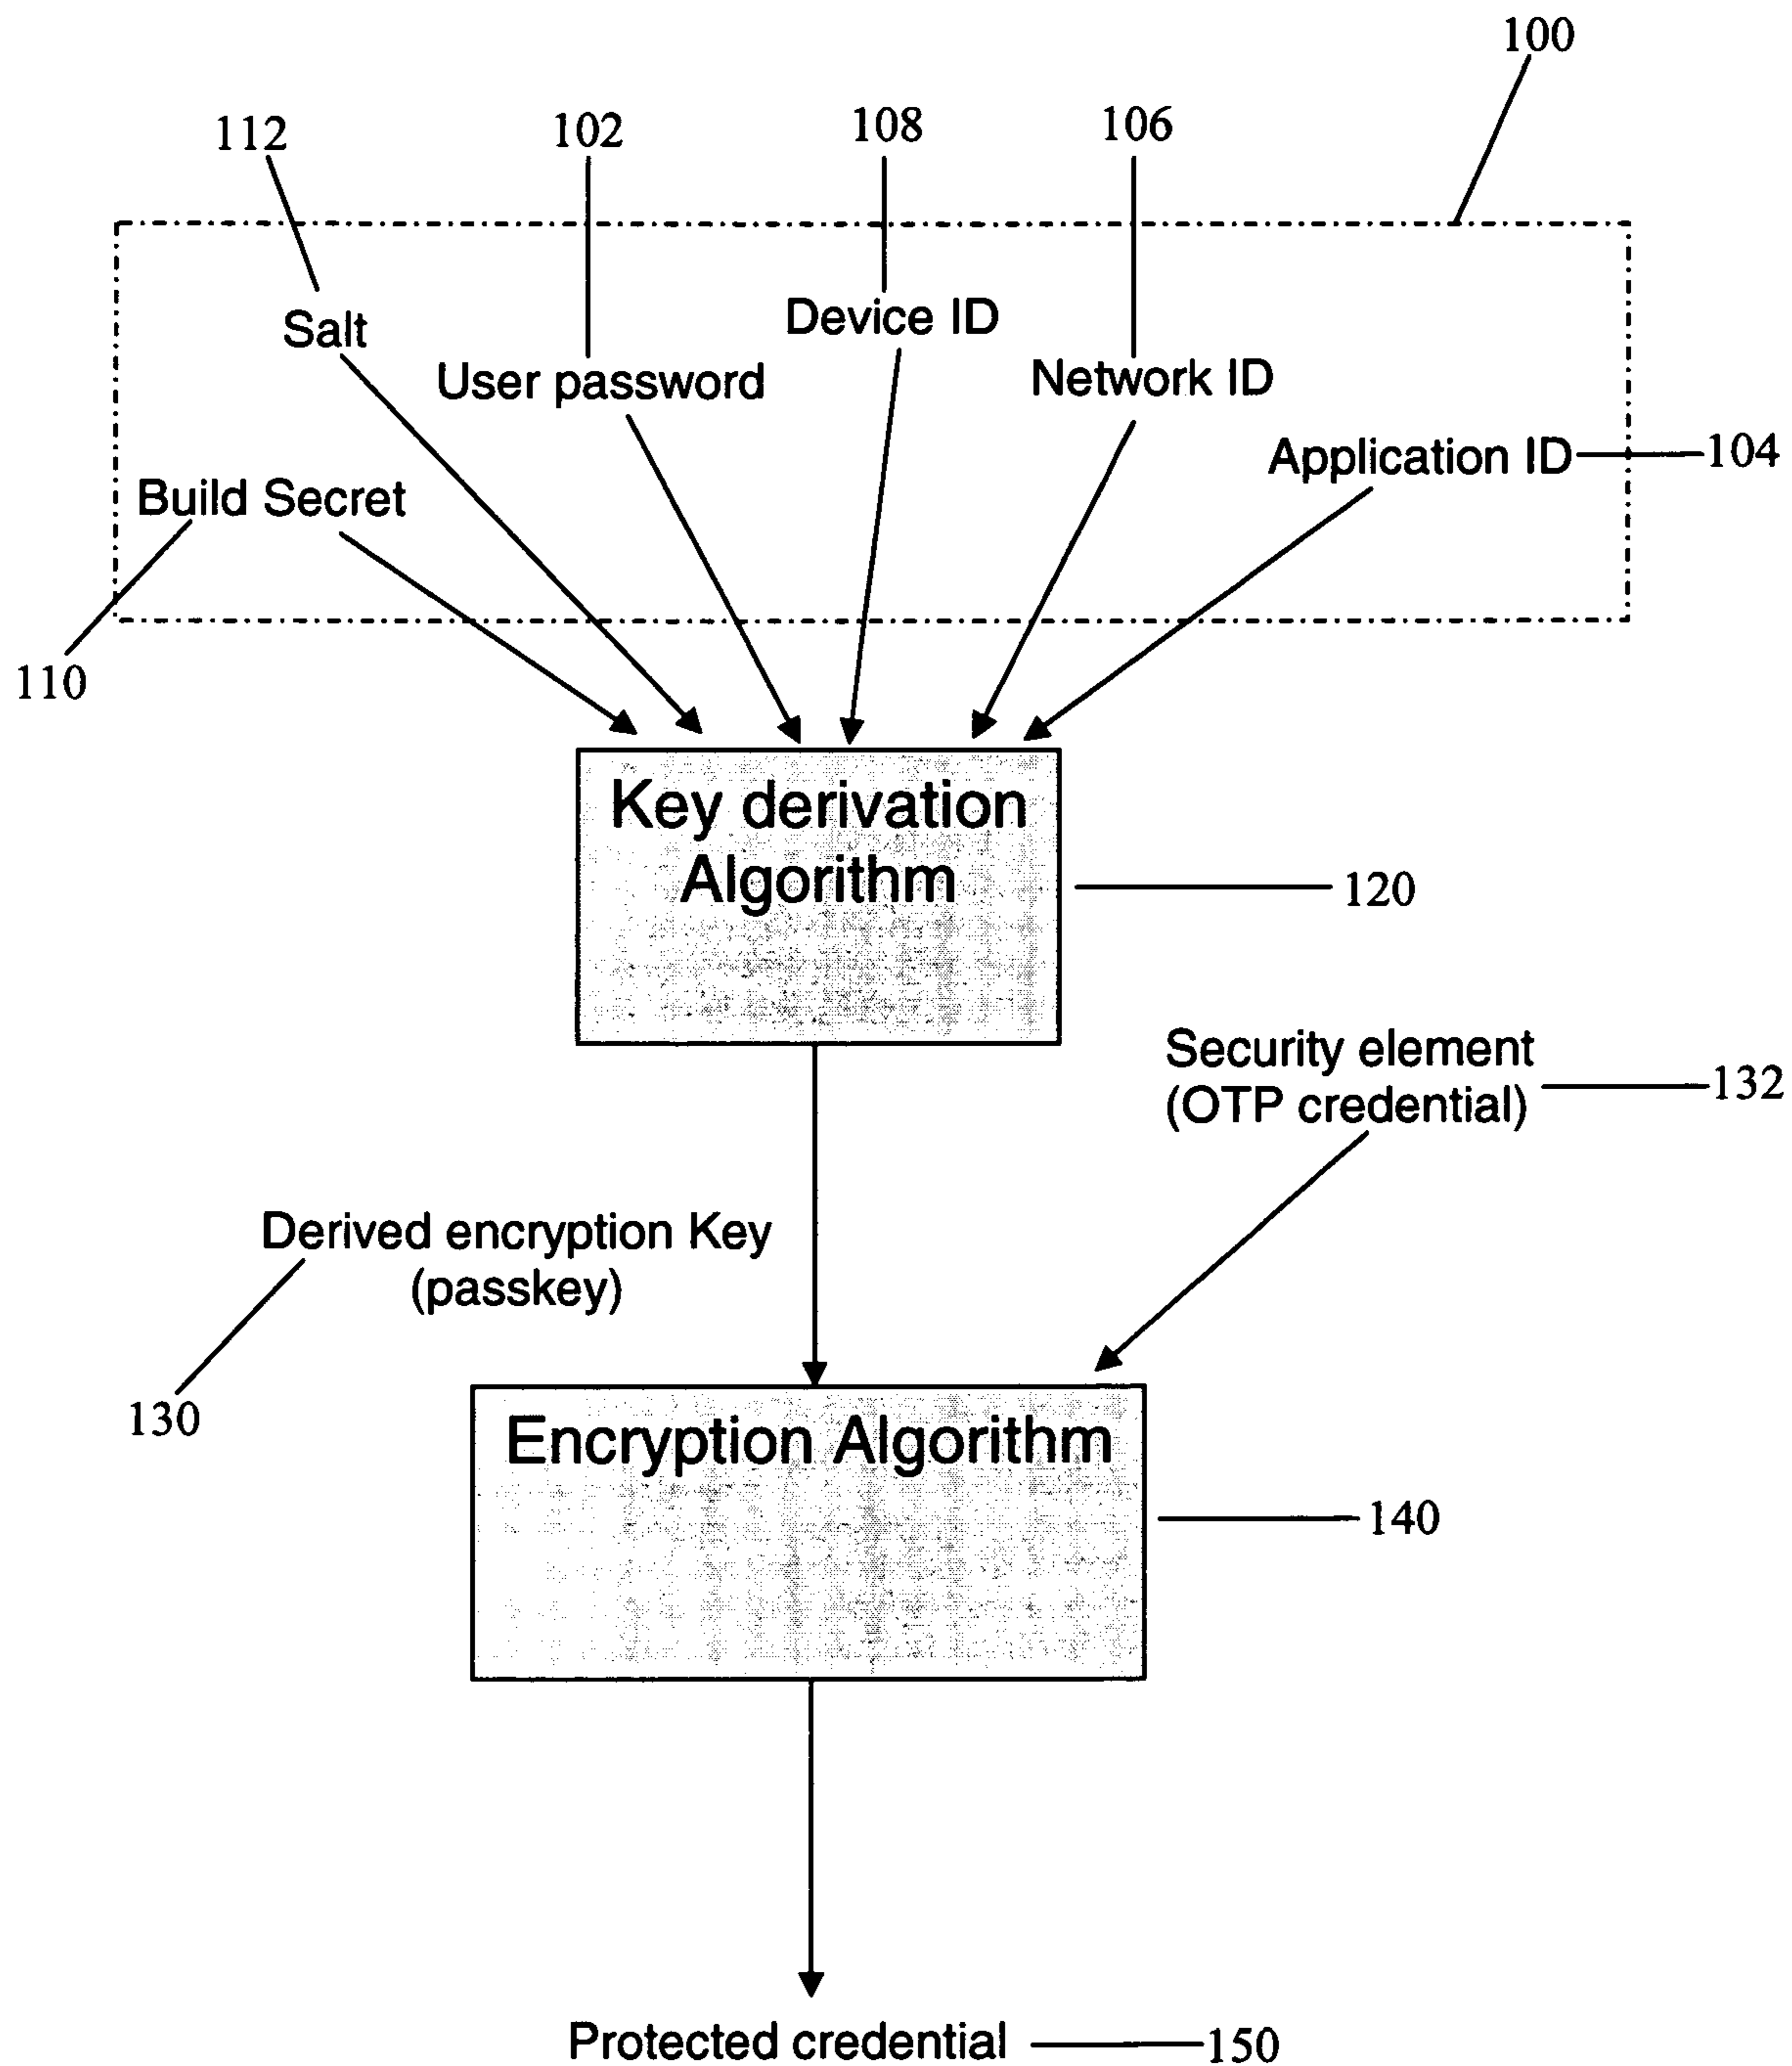 100
112
102
108
106
Salt
Device ID
User password
Network ID
Application ID
104
Build Secret
110
Key derivation
Algorithm
120
Security element
(OTP credential)
132
Derived encryption Key
(passkey)
130
Encryption Algorithm
140
Protected credential
150